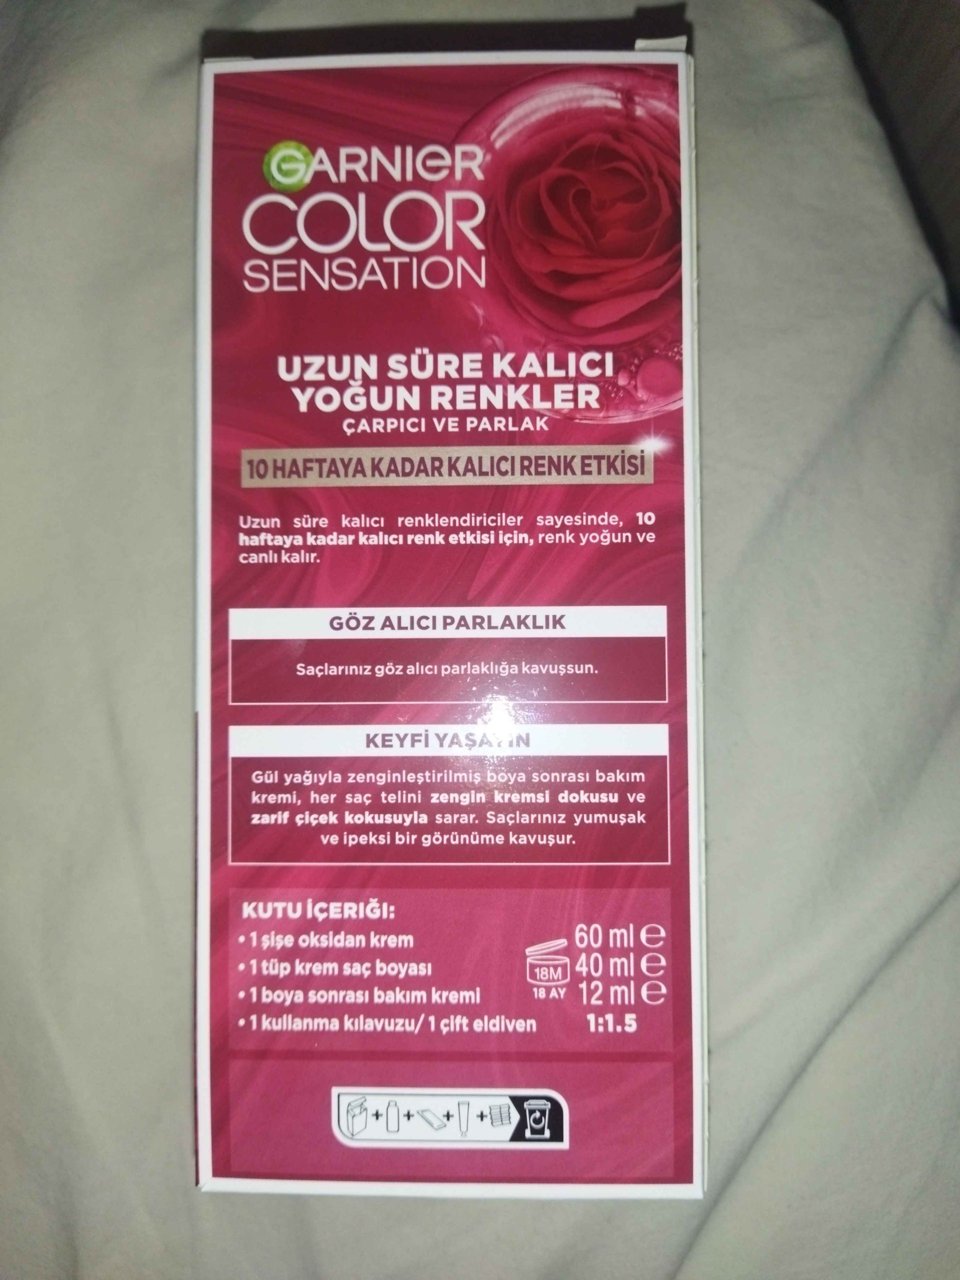 GARNIER
COLOR
SENSATION
UZUN SÜRE KALICI
YOĞUN RENKLER
ÇARPICI VE PARLAK
10 HAFTAYA KADAR KALICI RENK ETKİSİ
Uzun süre kalıcı renklendiriciler sayesinde, 10
haftaya kadar kalıcı renk etkisi için, renk yoğun ve
canlı kalır.
GÖZ ALICI PARLAKLIK
Saçlarınız göz alıcı parlaklığa kavuşsun.
KEYFİ YAŞAYIN
Gül yağıyla zenginleştirilmiş boya sonrası bakım
kremi, her saç telini zengin kremsi dokusu ve
zarif çiçek kokusuyla sarar. Saçlarınız yumuşak
ve ipeksi bir görünüme kavuşur.
KUTU İÇERİĞİ:
• 1 şişe oksidan krem 60 ml ℮
• 1 tüp krem saç boyası 18M 40 ml ℮
• 1 boya sonrası bakım kremi 18 AY 12 ml ℮
• 1 kullanma kılavuzu/ 1 çift eldiven 1:1.5